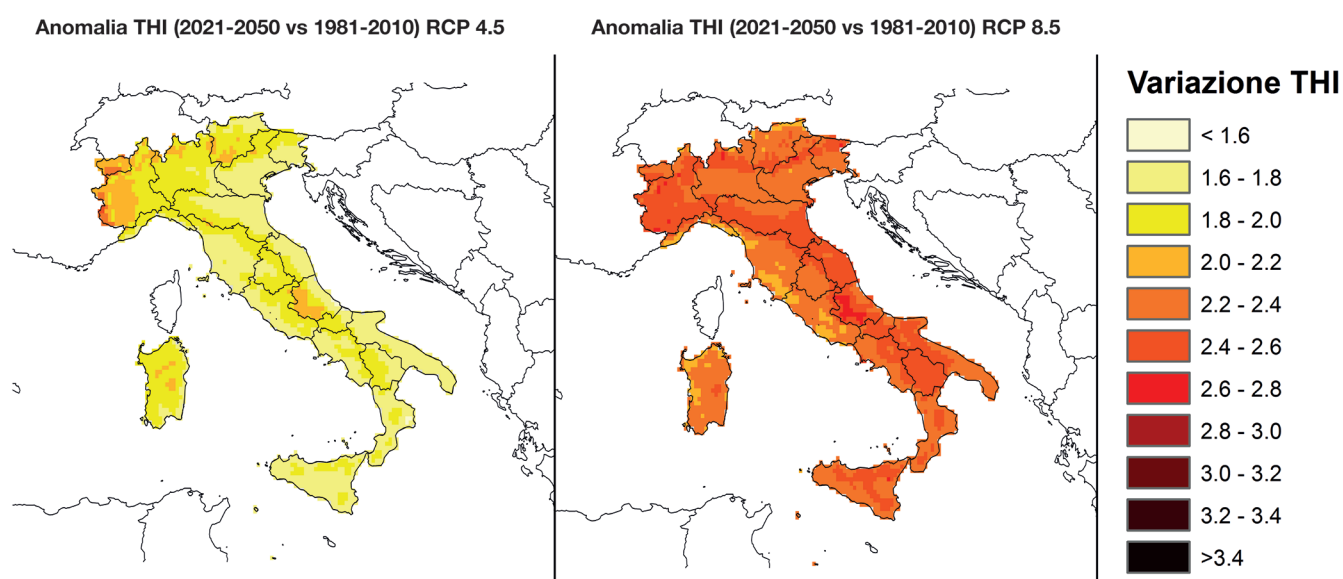 Anomalia THI (2021-2050 vs 1981-2010) RCP 4.5
Anomalia THI (2021-2050 vs 1981-2010) RCP 8.5
Variazione THI
< 1.6
1.6 - 1.8
1.8 - 2.0
2.0 - 2.2
2.2 - 2.4
2.4 - 2.6
2.6 - 2.8
2.8 - 3.0
3.0 - 3.2
3.2 - 3.4
>3.4